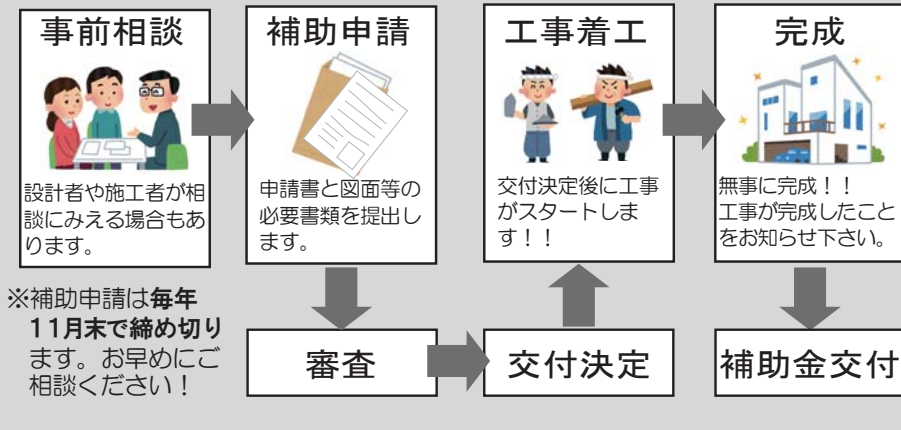 事前相談
設計者や施工者が相
談にみえる場合もあ
ります。
補助申請
申請書と図面等の
必要書類を提出し
ます。
工事着工
交付決定後に工事
がスタートしま
す！！
完成
無事に完成！！
工事が完成したこと
をお知らせ下さい。
※補助申請は毎年
11月末で締め切り
ます。お早めにご
相談ください！
審査
交付決定
補助金交付